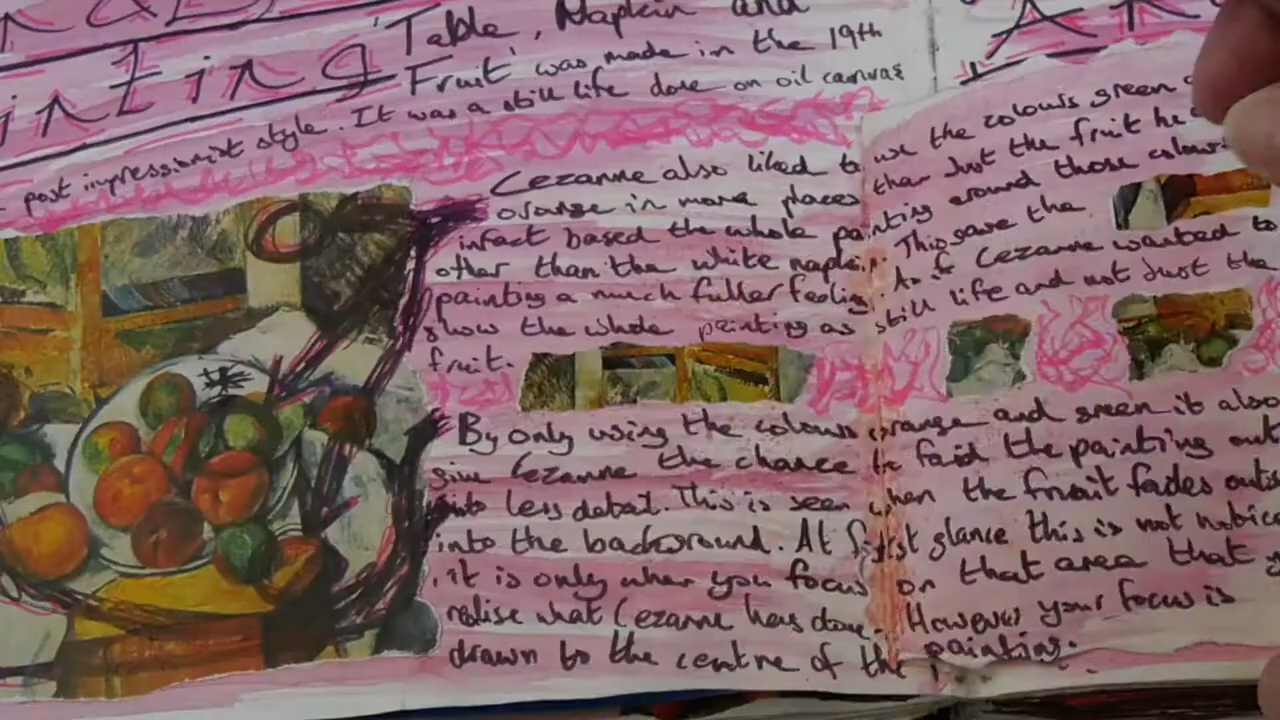 Table, Napkin and
inting Fruit' was made in the 19th
post impressionist style. It was a still life done on oil canvas
Cezanne also liked to use the colours green
orange in more places than Just the fruit he
infact based the whole painting around those colours
other than the white napkin. This gave the
painting a much fuller feeling. As if Cezanne wanted to
show the whole painting as still life and not Just the
fruit.
By only using the colours orange and green it also
give Cezanne the chance to faid the painting out
into less detail. This is seen when the fruit fades
into the background. At first glance this is not
, it is only when you focus on that area that
realise what Cezanne has done. However your focus is
drawn to the centre of the painting.